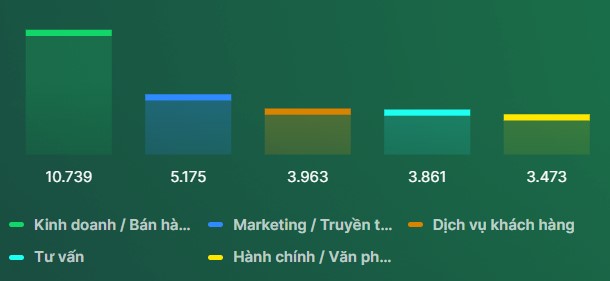 10.739 5.175 3.963 3.861 3.473
Kinh doanh / Bán hà... Marketing / Truyền t... Dịch vụ khách hàng
Tư vấn Hành chính / Văn ph...